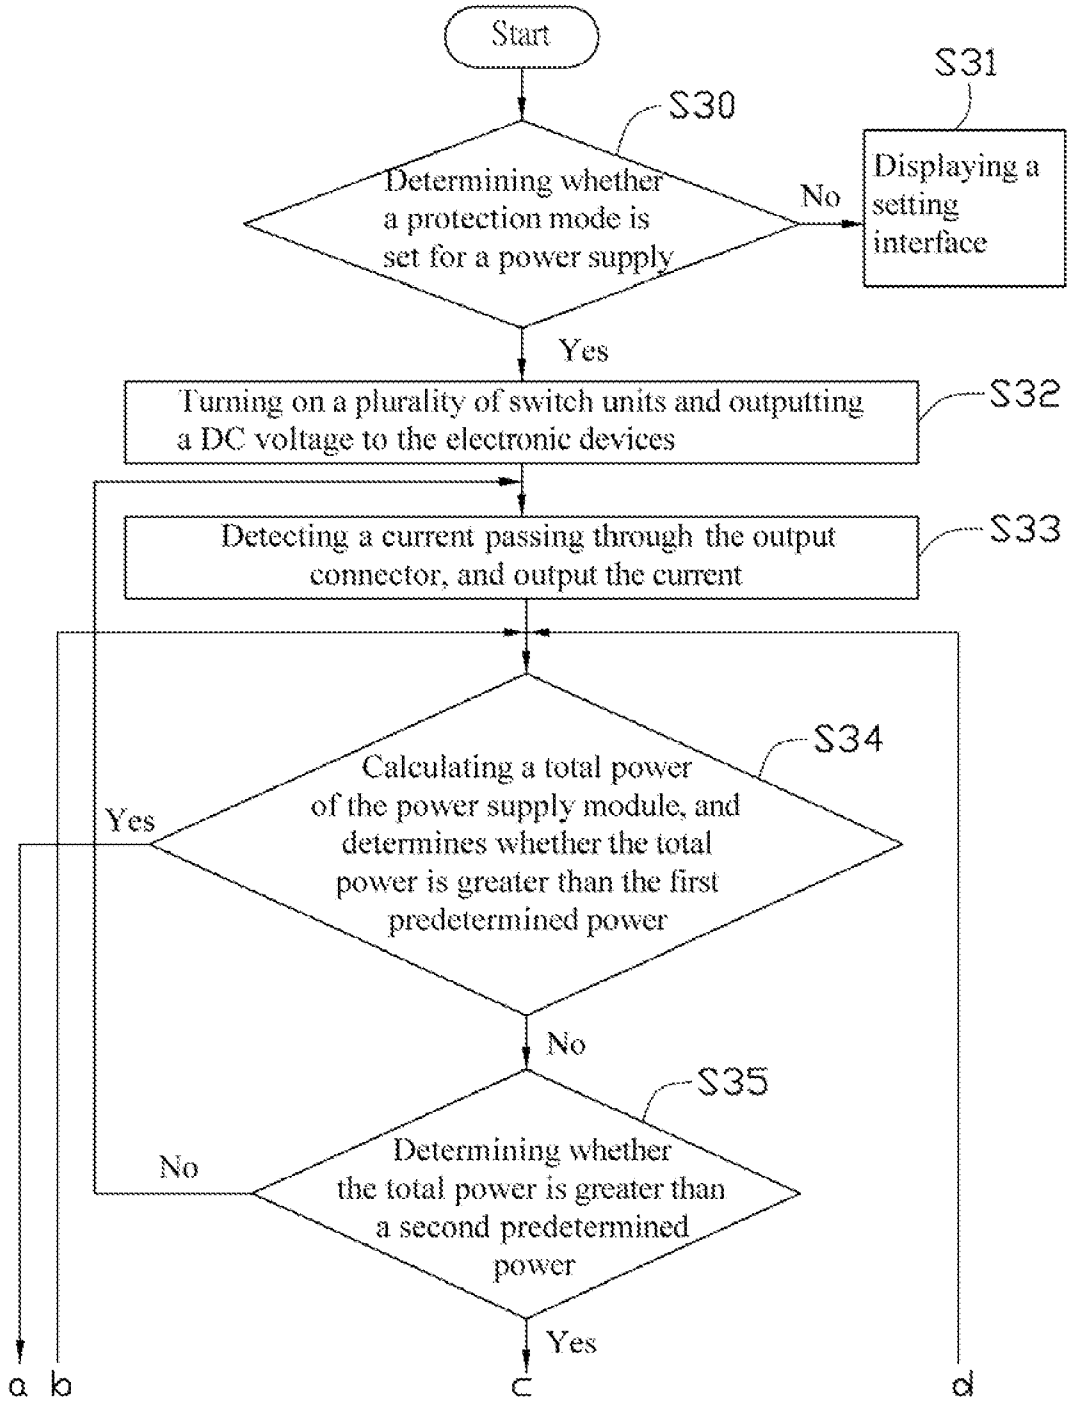 Start
S30
S31
Determining whether
a protection mode is
set for a power supply
No
Displaying a
setting
interface
Yes
S32
Turning on a plurality of switch units and outputting
a DC voltage to the electronic devices
S33
Detecting a current passing through the output
connector, and output the current
S34
Calculating a total power
of the power supply module, and
determines whether the total
power is greater than the first
predetermined power
Yes
No
S35
Determining whether
the total power is greater than
a second predetermined
power
No
Yes
a b c d